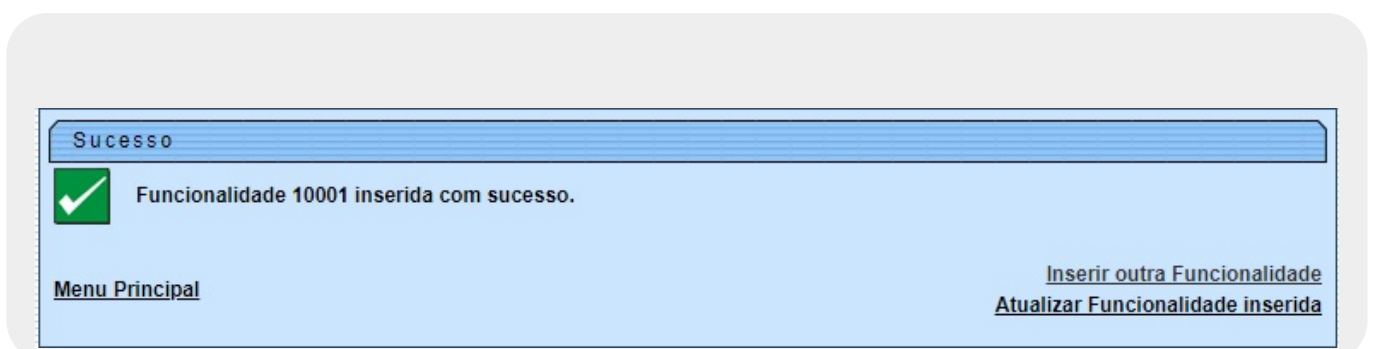 Sucesso
Funcionalidade 10001 inserida com sucesso.
Menu Principal
Inserir outra Funcionalidade
Atualizar Funcionalidade inserida